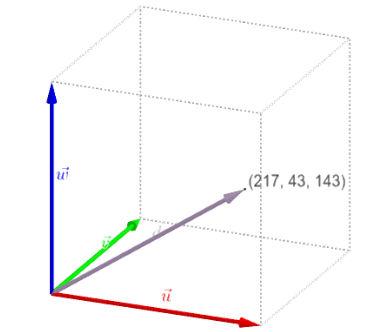 (217, 43, 143)
w⃗
v⃗
d
u⃗